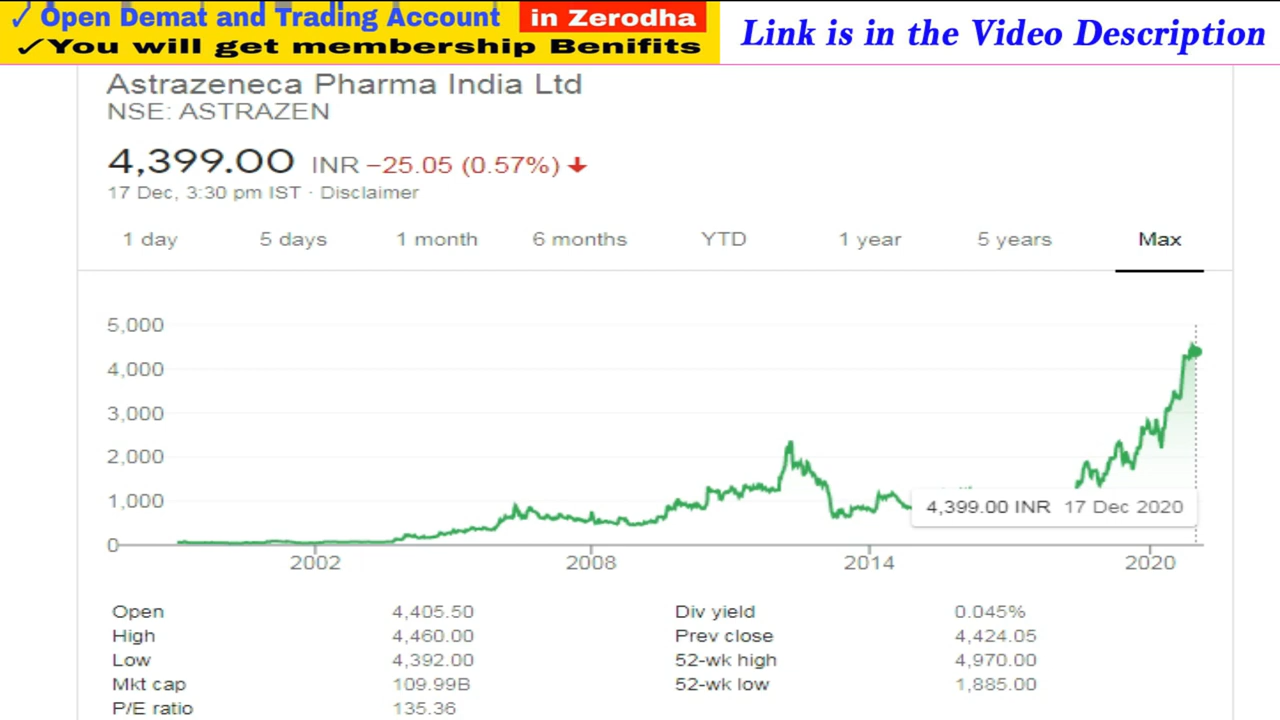 ✓ Open Demat and Trading Account in Zerodha
✓You will get membership Benifits
Link is in the Video Description
Astrazeneca Pharma India Ltd
NSE: ASTRAZEN
4,399.00 INR −25.05 (0.57%)
17 Dec, 3:30 pm IST · Disclaimer
1 day 5 days 1 month 6 months YTD 1 year 5 years Max
5,000
4,000
3,000
2,000
1,000
0
4,399.00 INR 17 Dec 2020
2002 2008 2014 2020
Open 4,405.50 Div yield 0.045%
High 4,460.00 Prev close 4,424.05
Low 4,392.00 52-wk high 4,970.00
Mkt cap 109.99B 52-wk low 1,885.00
P/E ratio 135.36